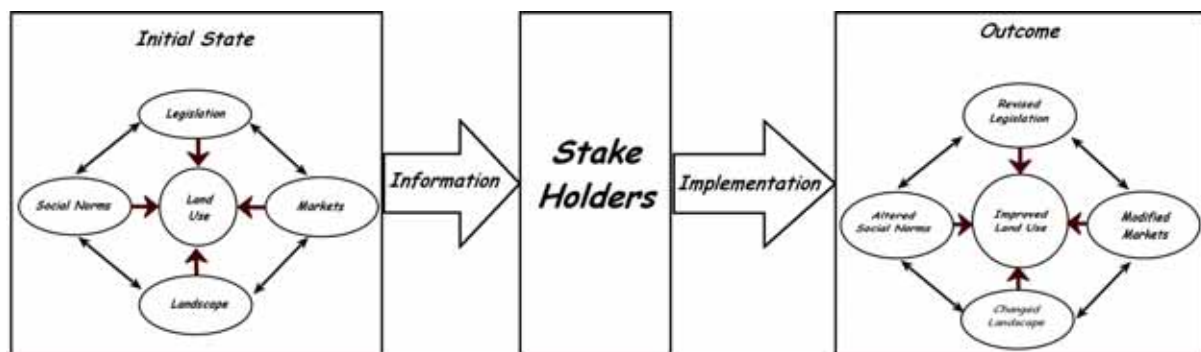 Initial State
Legislation
Social Norms
Land
Use
Markets
Landscape
Information
Stake
Holders
Implementation
Outcome
Revised
Legislation
Altered
Social Norms
Improved
Land Use
Modified
Markets
Changed
Landscape